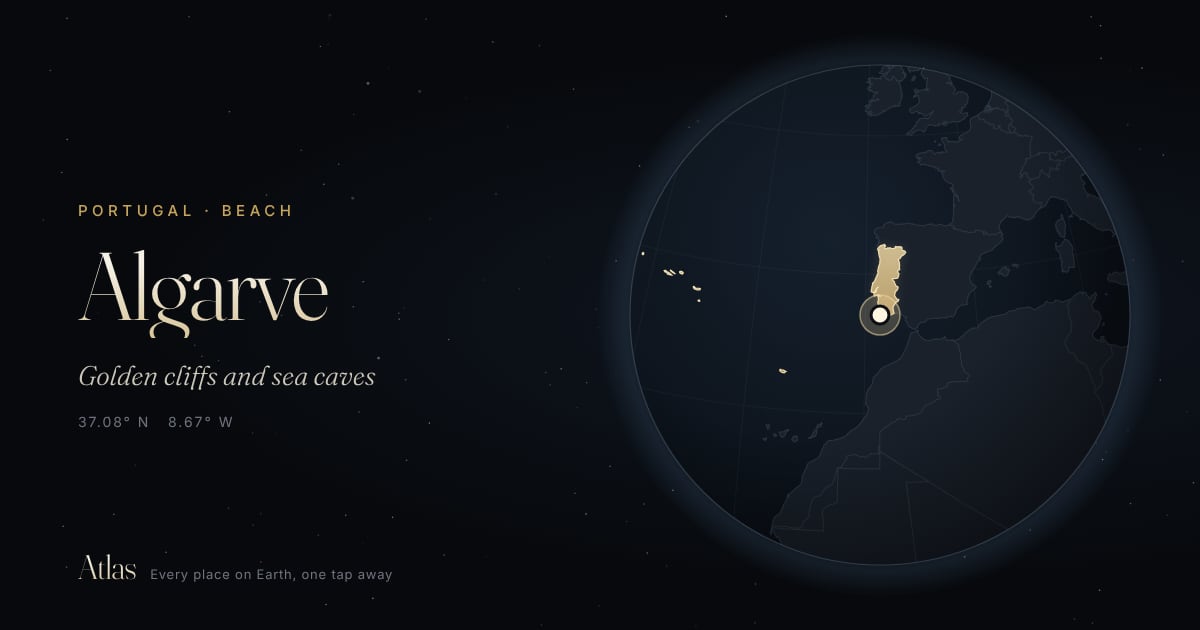 PORTUGAL · BEACH
Algarve
Golden cliffs and sea caves
37.08° N 8.67° W
Atlas Every place on Earth, one tap away